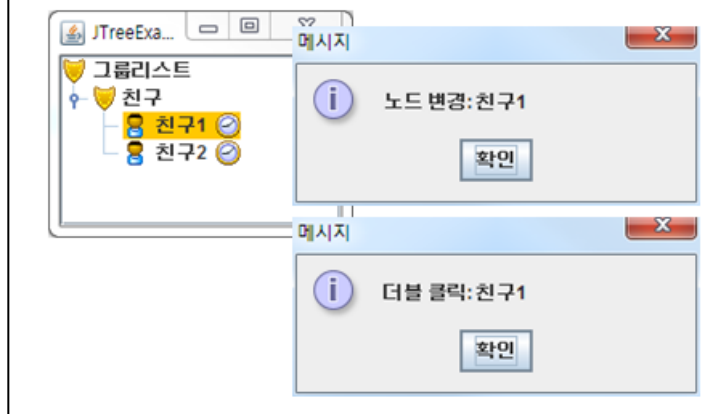 JTreeExa...
그룹리스트
친구
친구1
친구2
메시지
노드 변경:친구1
확인
메시지
더블 클릭:친구1
확인